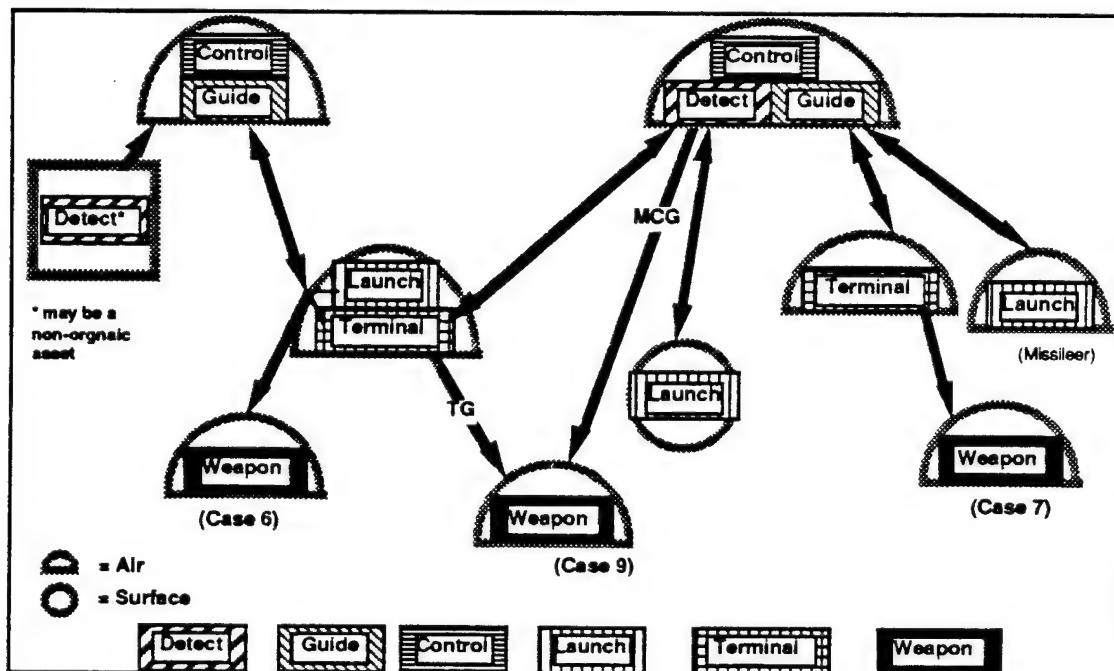 Control
Guide
Control
Detect
Guide
Detect*
* may be a
non-orgnaic
asset
Launch
Terminal
MCG
TG
Launch
Terminal
Launch
(Missileer)
Weapon
(Case 6)
Weapon
(Case 9)
Weapon
(Case 7)
= Air
= Surface
Detect
Guide
Control
Launch
Terminal
Weapon